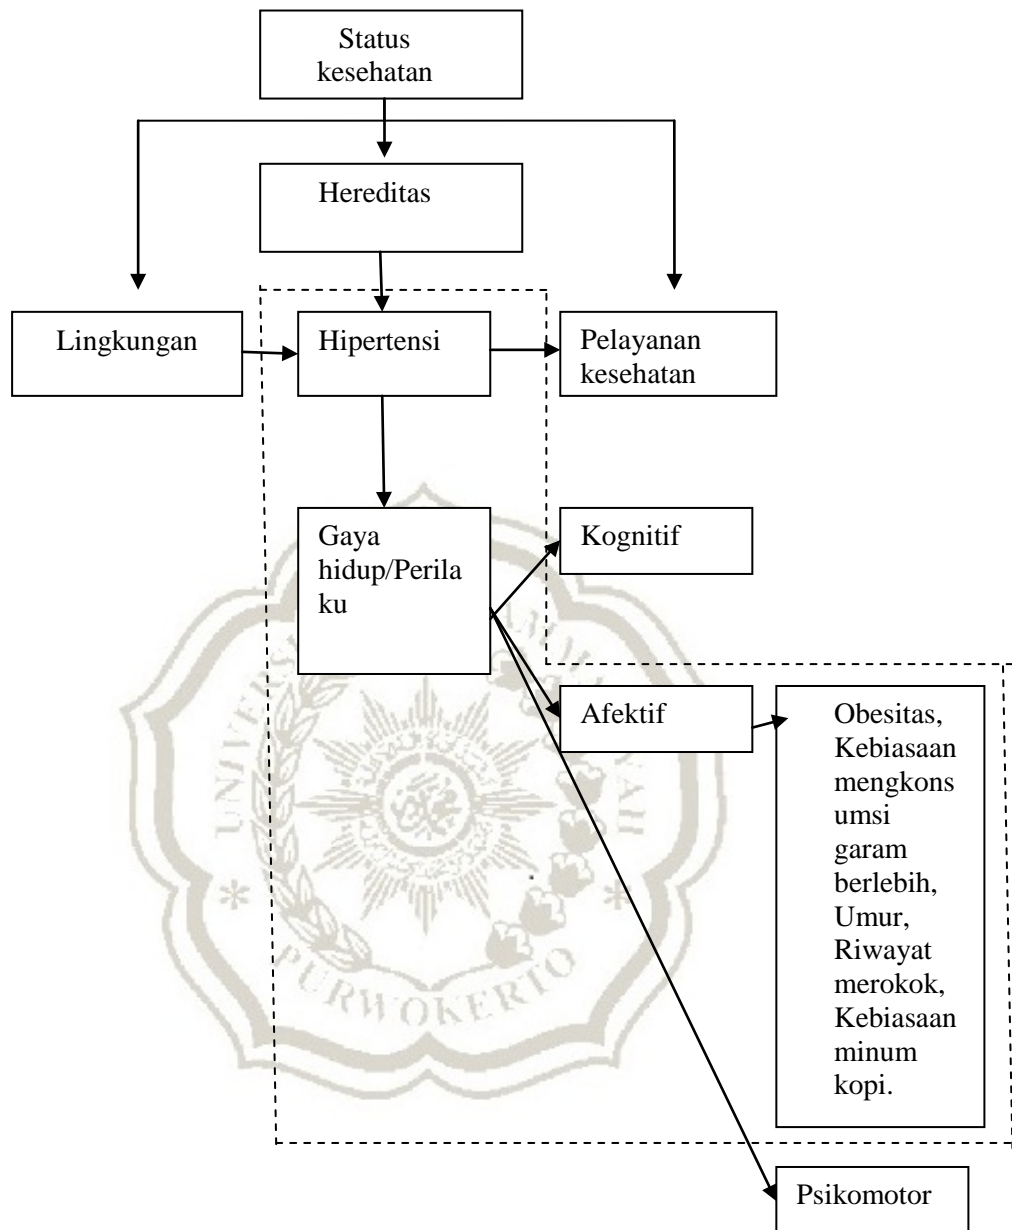 Status
kesehatan
Hereditas
Lingkungan
Hipertensi
Pelayanan
kesehatan
Gaya
hidup/Perila
ku
Kognitif
Afektif
Obesitas,
Kebiasaan
mengkons
umsi
garam
berlebih,
Umur,
Riwayat
merokok,
Kebiasaan
minum
kopi.
Psikomotor
PURWOKERTO